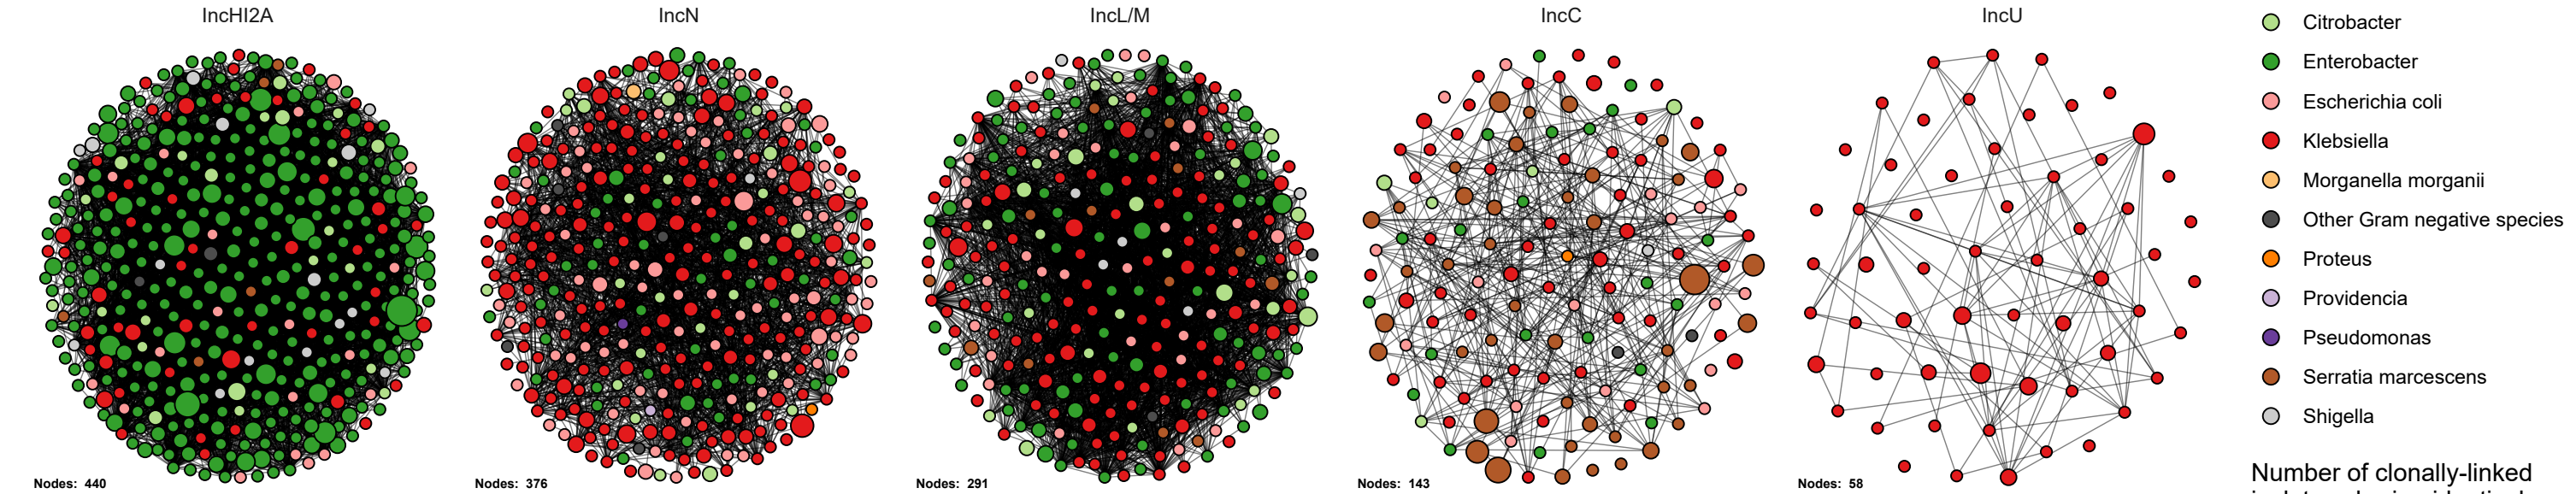 IncHI2A
IncN
IncL/M
IncC
IncU
Nodes: 440
Nodes: 376
Nodes: 291
Nodes: 143
Nodes: 58
Citrobacter
Enterobacter
Escherichia coli
Klebsiella
Morganella morganii
Other Gram negative species
Proteus
Providencia
Pseudomonas
Serratia marcescens
Shigella
Number of clonally-linked